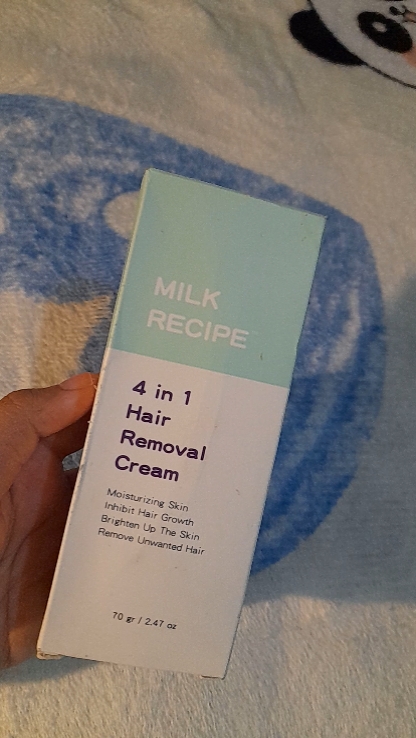 MILK
RECIPE
4 in 1
Hair
Removal
Cream
Moisturizing Skin
Inhibit Hair Growth
Brighten Up The Skin
Remove Unwanted Hair
70 gr / 2.47 oz